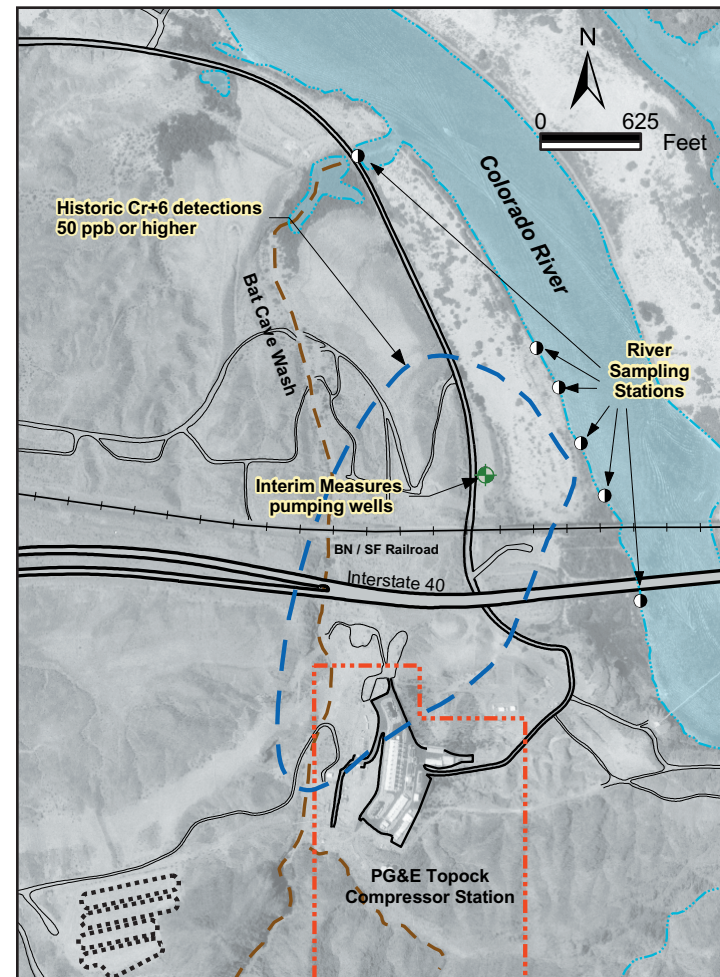 N
0 625
Feet
Colorado River
Historic Cr+6 detections
50 ppb or higher
Bat Cave Wash
River
Sampling
Stations
Interim Measures
pumping wells
BN / SF Railroad
Interstate 40
PG&E Topock
Compressor Station